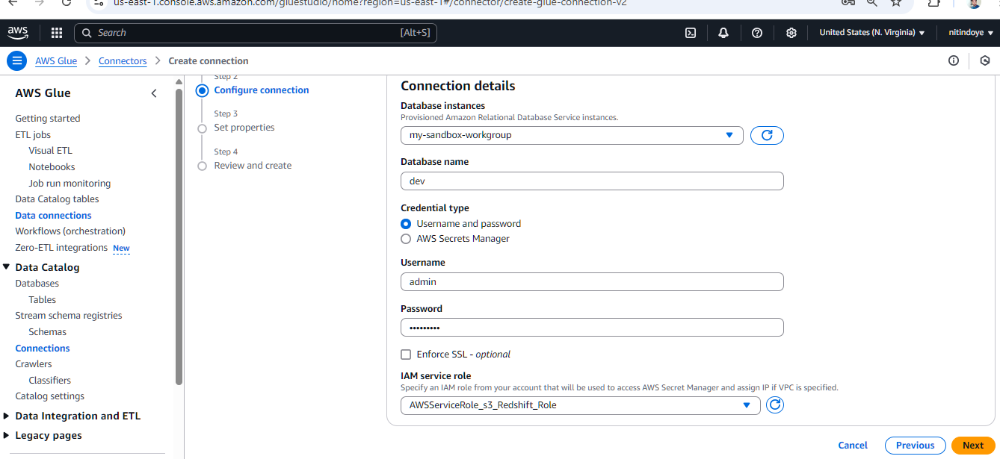 us-east-1.console.aws.amazon.com/gluestudio/home?region=us-east-1#/connector/create-glue-connection-v2
aws
Search
[Alt+S]
United States (N. Virginia)
nitindoye
AWS Glue
Connectors
Create connection
AWS Glue
Getting started
ETL jobs
Visual ETL
Notebooks
Job run monitoring
Data Catalog tables
Data connections
Workflows (orchestration)
Zero-ETL integrations New
Data Catalog
Databases
Tables
Stream schema registries
Schemas
Connections
Crawlers
Classifiers
Catalog settings
Data Integration and ETL
Legacy pages
Step 2
Configure connection
Step 3
Set properties
Step 4
Review and create
Connection details
Database instances
Provisioned Amazon Relational Database Service instances.
my-sandbox-workgroup
Database name
dev
Credential type
Username and password
AWS Secrets Manager
Username
admin
Password
•••••••••
Enforce SSL - optional
IAM service role
Specify an IAM role from your account that will be used to access AWS Secret Manager and assign IP if VPC is specified.
AWSServiceRole_s3_Redshift_Role
Cancel
Previous
Next